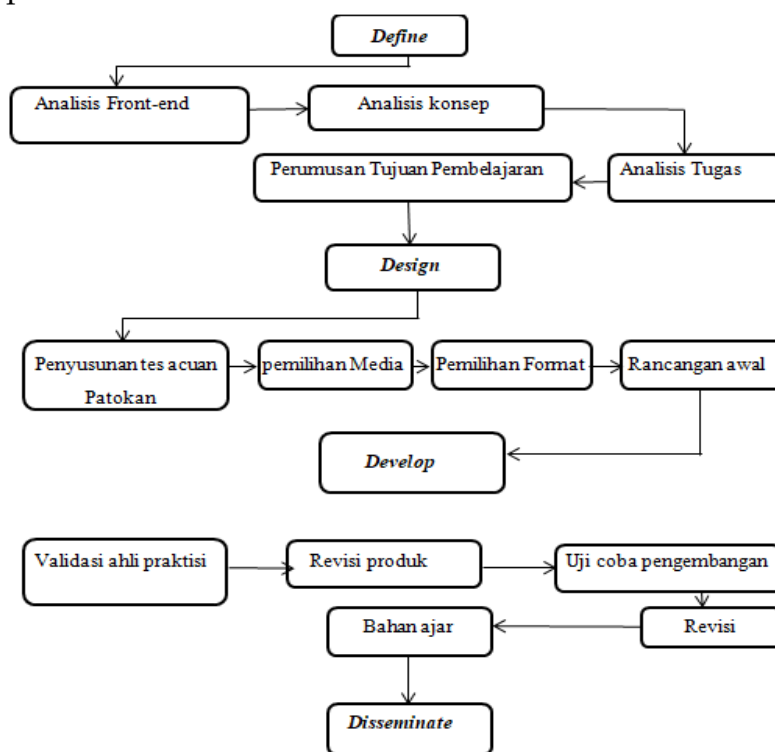 Define
Analisis Front-end
Analisis konsep
Perumusan Tujuan Pembelajaran
Analisis Tugas
Design
Penyusunan tes acuan
Patokan
pemilihan Media
Pemilihan Format
Rancangan awal
Develop
Validasi ahli praktisi
Revisi produk
Uji coba pengembangan
Bahan ajar
Revisi
Disseminate